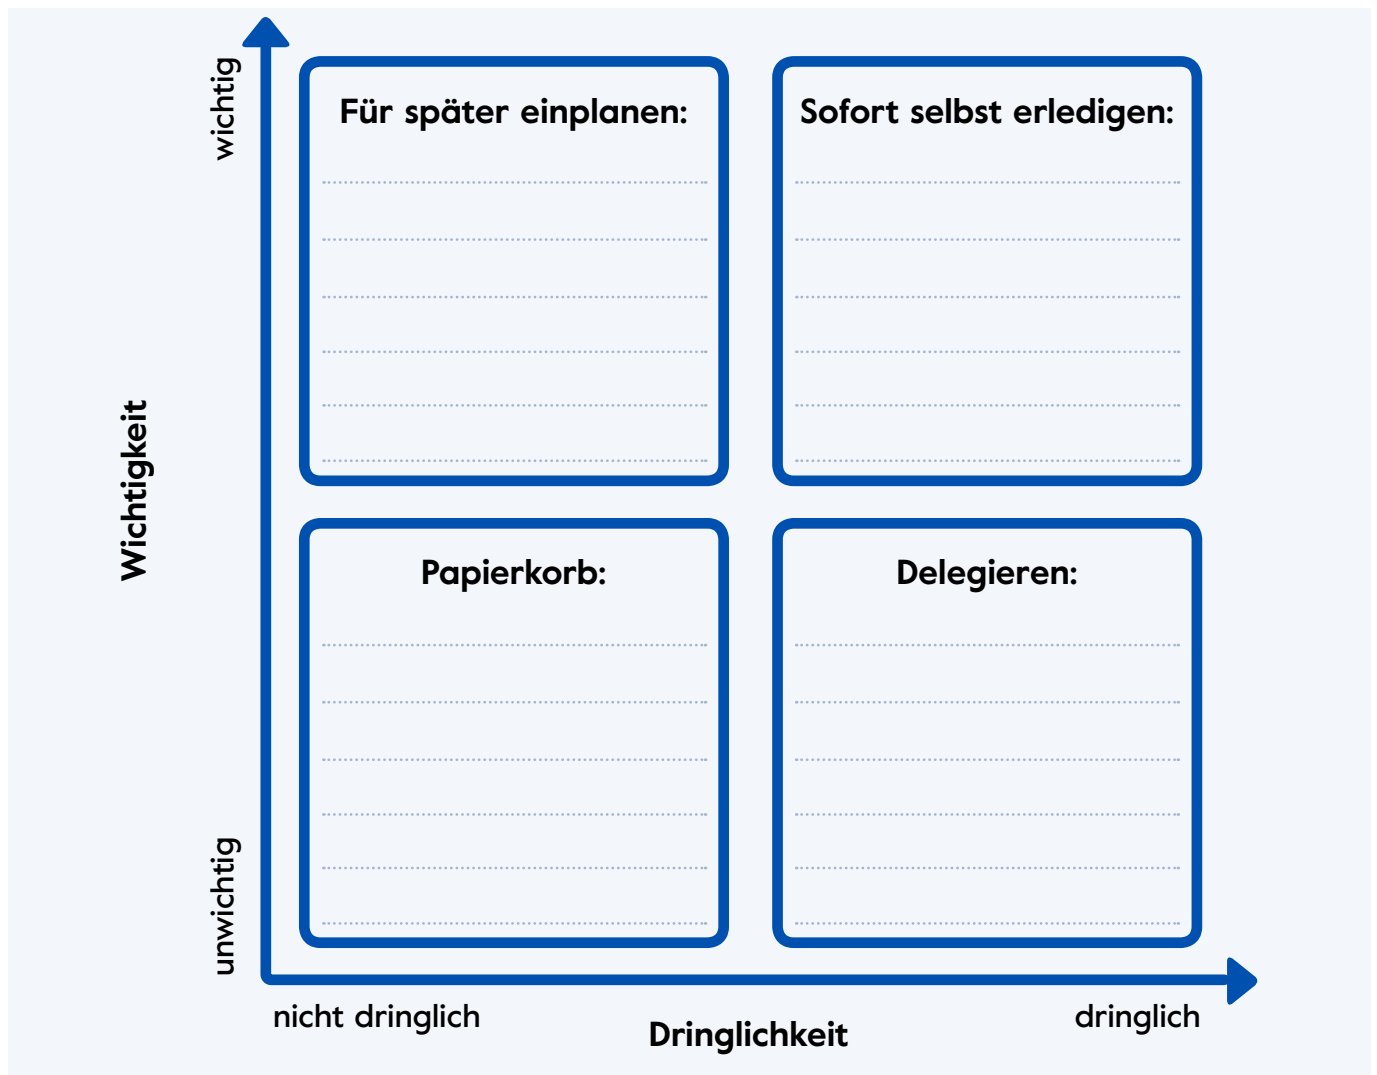 wichtig
Für später einplanen:
Sofort selbst erledigen:
Wichtigkeit
Papierkorb:
Delegieren:
unwichtig
nicht dringlich
dringlich
Dringlichkeit